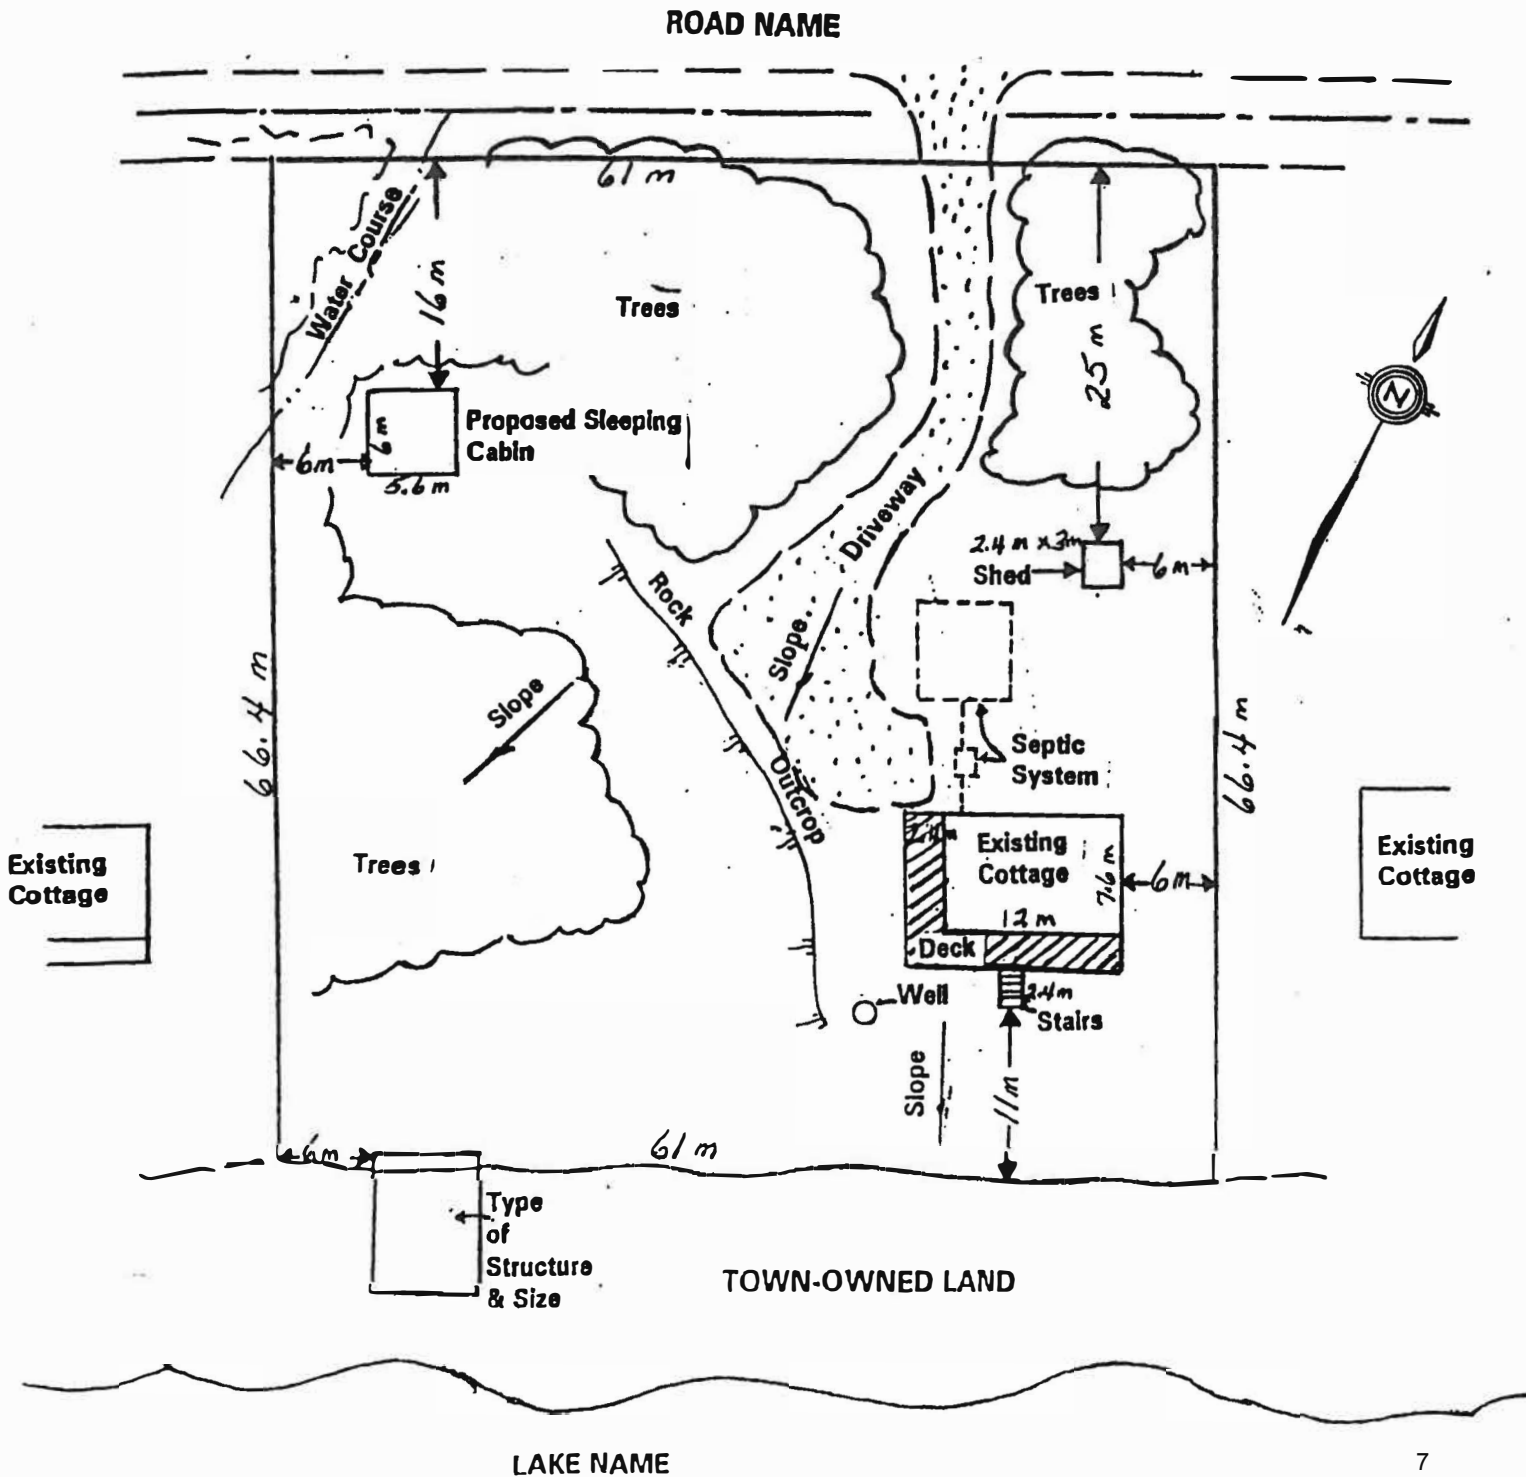 ROAD NAME
61 m
Water Course
16 m
Trees
Trees
25 m
N
Proposed Sleeping
Cabin
6 m
6m
5.6 m
Driveway
2.4 m x 3m
Shed
6 m
Rock
Slope
Slope
66.4 m
66.4 m
Septic
System
Outcrop
Existing
Cottage
Trees
Existing
Cottage
7.6 m
6 m
12 m
Existing
Cottage
Deck
Well
2.4m
Stairs
Slope
11m
6m
61 m
Type
of
Structure
& Size
TOWN-OWNED LAND
LAKE NAME
7